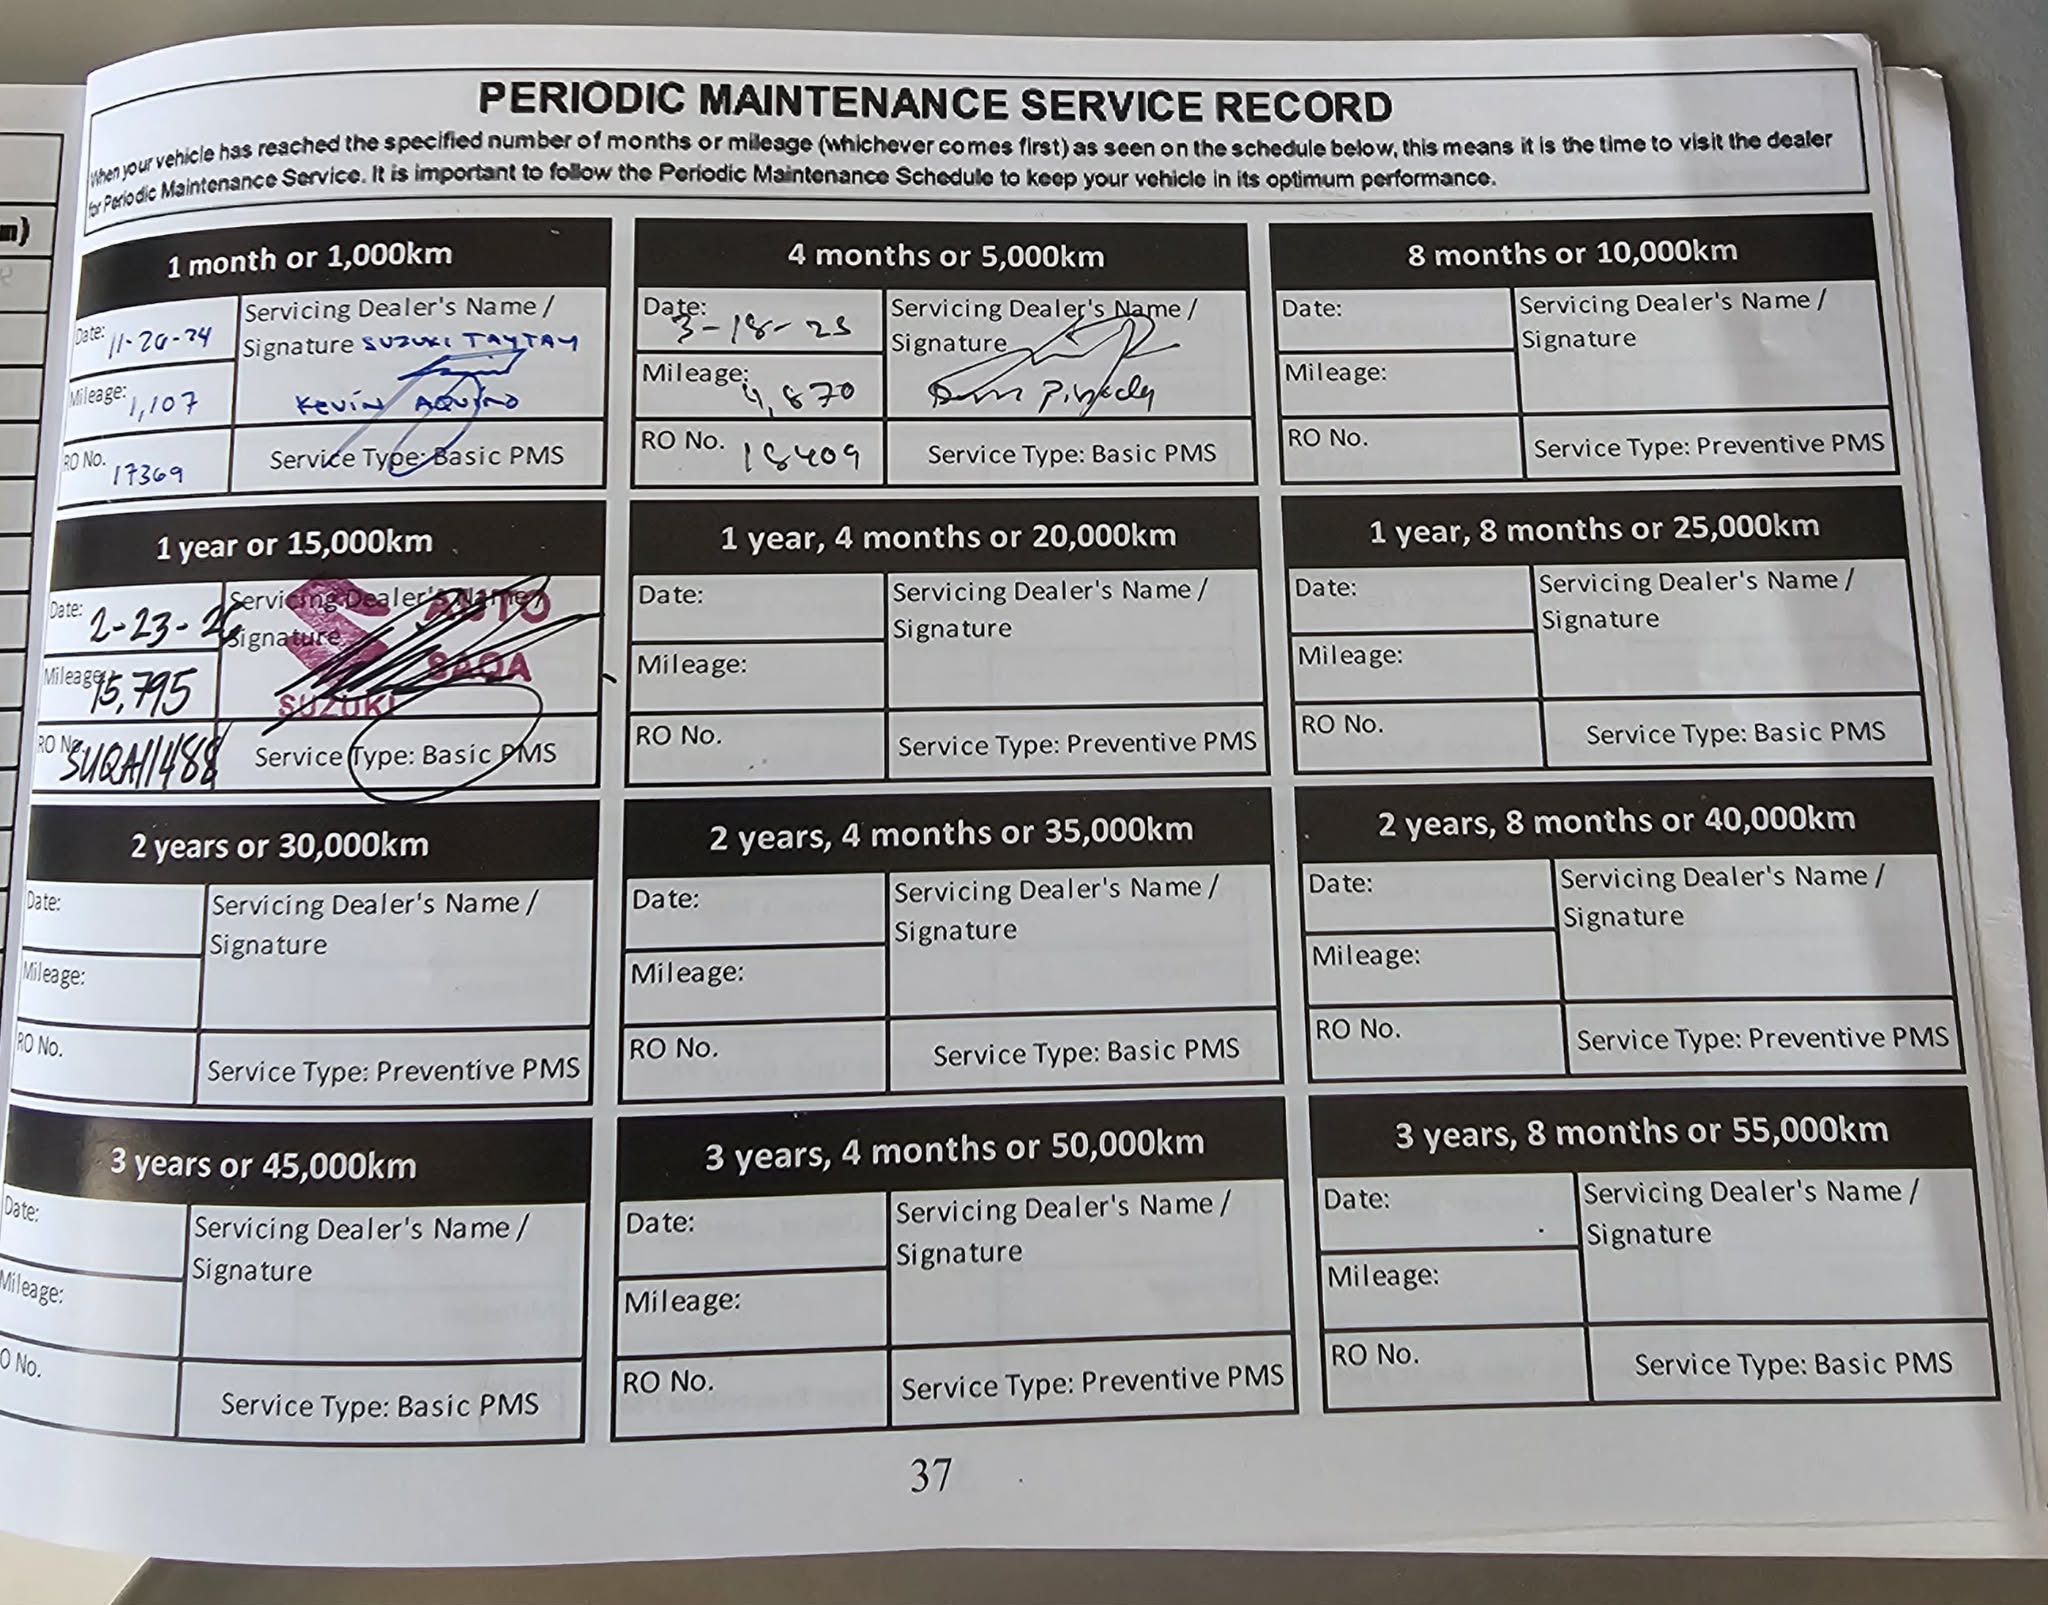 PERIODIC MAINTENANCE SERVICE RECORD
When your vehicle has reached the specified number of months or mileage (whichever comes first) as seen on the schedule below, this means it is the time to visit the dealer
for Periodic Maintenance Service. It is important to follow the Periodic Maintenance Schedule to keep your vehicle in its optimum performance.
1 month or 1,000km
Date: 11-20-24
Servicing Dealer's Name /
Signature SUZUKI TAYTAY
Mileage: 1,107
KEVIN AQUINO
RO No. 17369
Service Type: Basic PMS
4 months or 5,000km
Date: 3-18-25
Servicing Dealer's Name /
Signature
Mileage: 4,870
RO No. 18409
Service Type: Basic PMS
8 months or 10,000km
Date:
Servicing Dealer's Name /
Signature
Mileage:
RO No.
Service Type: Preventive PMS
1 year or 15,000km
Date: 2-23-26
Servicing Dealer's Name /
Signature
AUTO
SAQA
SUZUKI
Mileage: 15,795
RO No. SUQA11488
Service Type: Basic PMS
1 year, 4 months or 20,000km
Date:
Servicing Dealer's Name /
Signature
Mileage:
RO No.
Service Type: Preventive PMS
1 year, 8 months or 25,000km
Date:
Servicing Dealer's Name /
Signature
Mileage:
RO No.
Service Type: Basic PMS
2 years or 30,000km
Date:
Servicing Dealer's Name /
Signature
Mileage:
RO No.
Service Type: Preventive PMS
2 years, 4 months or 35,000km
Date:
Servicing Dealer's Name /
Signature
Mileage:
RO No.
Service Type: Basic PMS
2 years, 8 months or 40,000km
Date:
Servicing Dealer's Name /
Signature
Mileage:
RO No.
Service Type: Preventive PMS
3 years or 45,000km
Date:
Servicing Dealer's Name /
Signature
Mileage:
O No.
Service Type: Basic PMS
3 years, 4 months or 50,000km
Date:
Servicing Dealer's Name /
Signature
Mileage:
RO No.
Service Type: Preventive PMS
3 years, 8 months or 55,000km
Date:
Servicing Dealer's Name /
Signature
Mileage:
RO No.
Service Type: Basic PMS
37